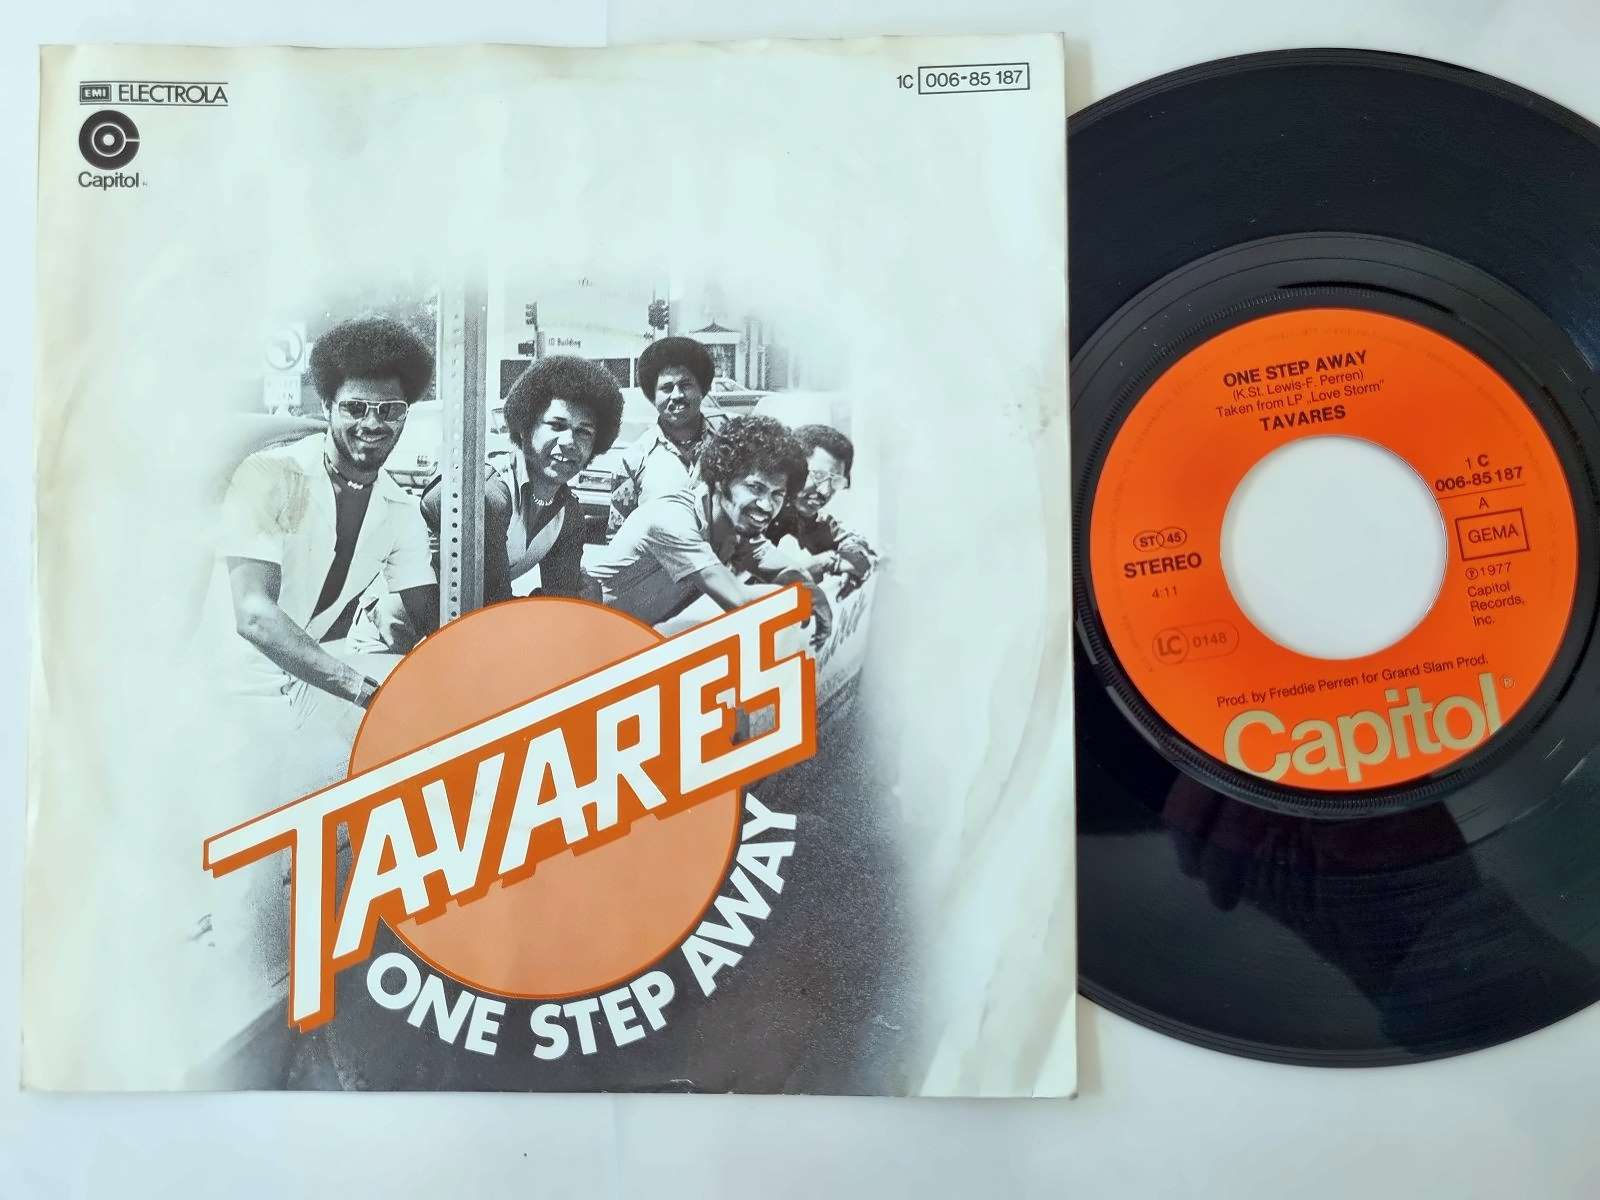 EMI ELECTROLA
Capitol
1C 006-85 187
10 Building
TAVARES
ONE STEP AWAY
ONE STEP AWAY
(K.St. Lewis-F. Perren)
Taken from LP „Love Storm"
TAVARES
1 C
006-85 187
A
GEMA
ST 45
STEREO
4:11
℗ 1977
Capitol
Records,
Inc.
LC 0148
Prod. by Freddie Perren for Grand Slam Prod.
Capitol®